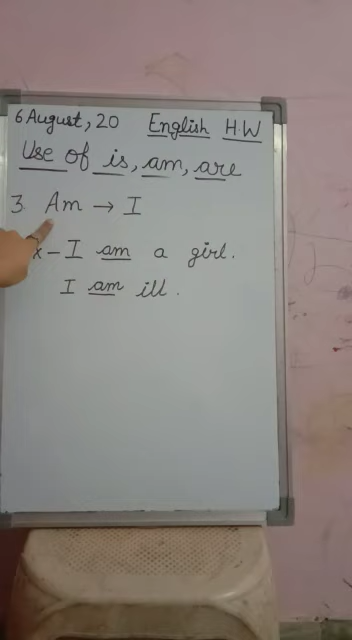 6 August, 20 English H.W
Use of is, am, are
3. Am → I
x - I am a girl.
I am ill.